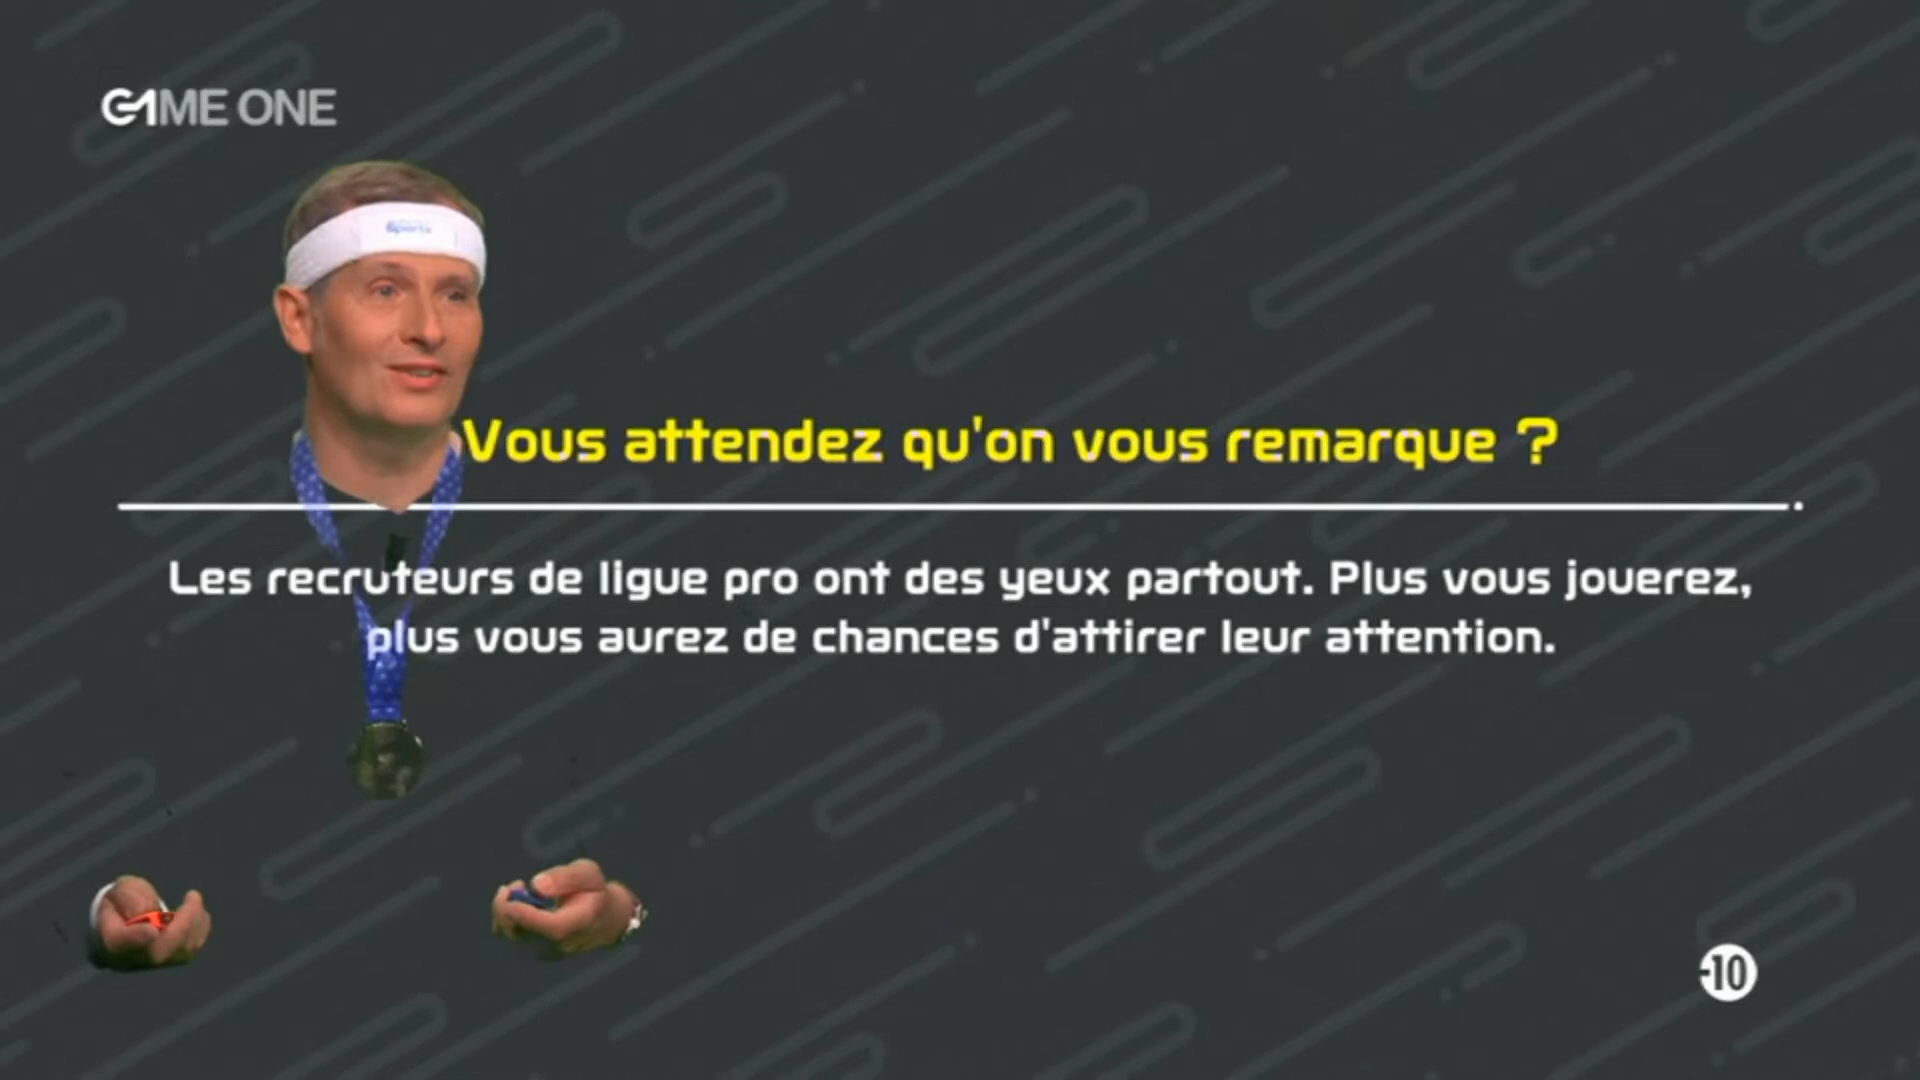 GAME ONE
Sports
Vous attendez qu'on vous remarque ?
Les recruteurs de ligue pro ont des yeux partout. Plus vous jouerez,
plus vous aurez de chances d'attirer leur attention.
-10